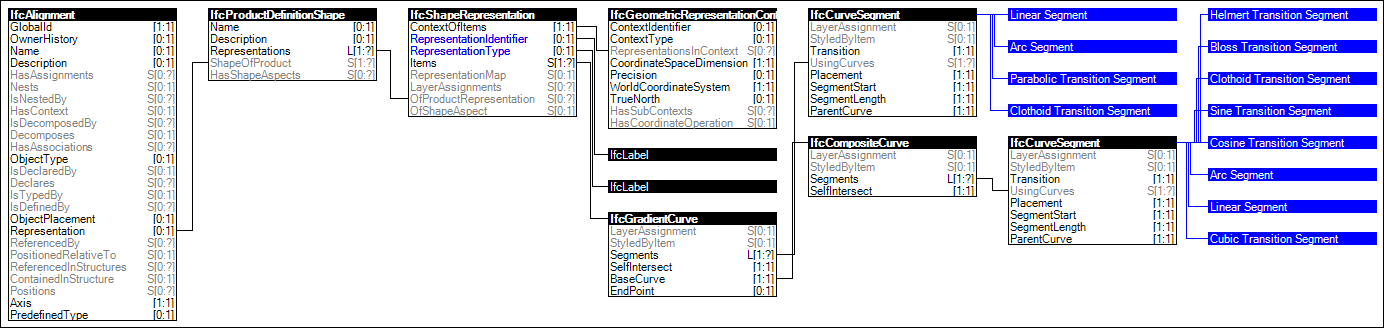 IfcAlignment
GlobalId [1:1]
OwnerHistory [0:1]
Name [0:1]
Description [0:1]
HasAssignments S[0:?]
Nests S[0:1]
IsNestedBy S[0:?]
HasContext S[0:1]
IsDecomposedBy S[0:?]
Decomposes S[0:1]
HasAssociations S[0:?]
ObjectType [0:1]
IsDeclaredBy S[0:1]
Declares S[0:?]
IsTypedBy S[0:1]
IsDefinedBy S[0:?]
ObjectPlacement [0:1]
Representation [0:1]
ReferencedBy S[0:?]
PositionedRelativeTo S[0:1]
ReferencedInStructures S[0:?]
ContainedInStructure S[0:1]
Positions S[0:?]
Axis [1:1]
PredefinedType [0:1]
IfcProductDefinitionShape
Name [0:1]
Description [0:1]
Representations L[1:?]
ShapeOfProduct S[1:?]
HasShapeAspects S[0:?]
IfcShapeRepresentation
ContextOfItems [1:1]
RepresentationIdentifier [0:1]
RepresentationType [0:1]
Items S[1:?]
RepresentationMap S[0:1]
LayerAssignments S[0:?]
OfProductRepresentation S[0:1]
OfShapeAspect S[0:1]
IfcGeometricRepresentationCont
ContextIdentifier [0:1]
ContextType [0:1]
RepresentationsInContext S[0:?]
CoordinateSpaceDimension [1:1]
Precision [0:1]
WorldCoordinateSystem [1:1]
TrueNorth [0:1]
HasSubContexts S[0:?]
HasCoordinateOperation S[0:1]
IfcLabel
IfcLabel
IfcGradientCurve
LayerAssignment S[0:1]
StyledByItem S[0:1]
Segments L[1:?]
SelfIntersect [1:1]
BaseCurve [1:1]
EndPoint [0:1]
IfcCurveSegment
LayerAssignment S[0:1]
StyledByItem S[0:1]
Transition [1:1]
UsingCurves S[1:?]
Placement [1:1]
SegmentStart [1:1]
SegmentLength [1:1]
ParentCurve [1:1]
IfcCompositeCurve
LayerAssignment S[0:1]
StyledByItem S[0:1]
Segments L[1:?]
SelfIntersect [1:1]
Linear Segment
Arc Segment
Parabolic Transition Segment
Clothoid Transition Segment
IfcCurveSegment
LayerAssignment S[0:1]
StyledByItem S[0:1]
Transition [1:1]
UsingCurves S[1:?]
Placement [1:1]
SegmentStart [1:1]
SegmentLength [1:1]
ParentCurve [1:1]
Helmert Transition Segment
Bloss Transition Segment
Clothoid Transition Segment
Sine Transition Segment
Cosine Transition Segment
Arc Segment
Linear Segment
Cubic Transition Segment